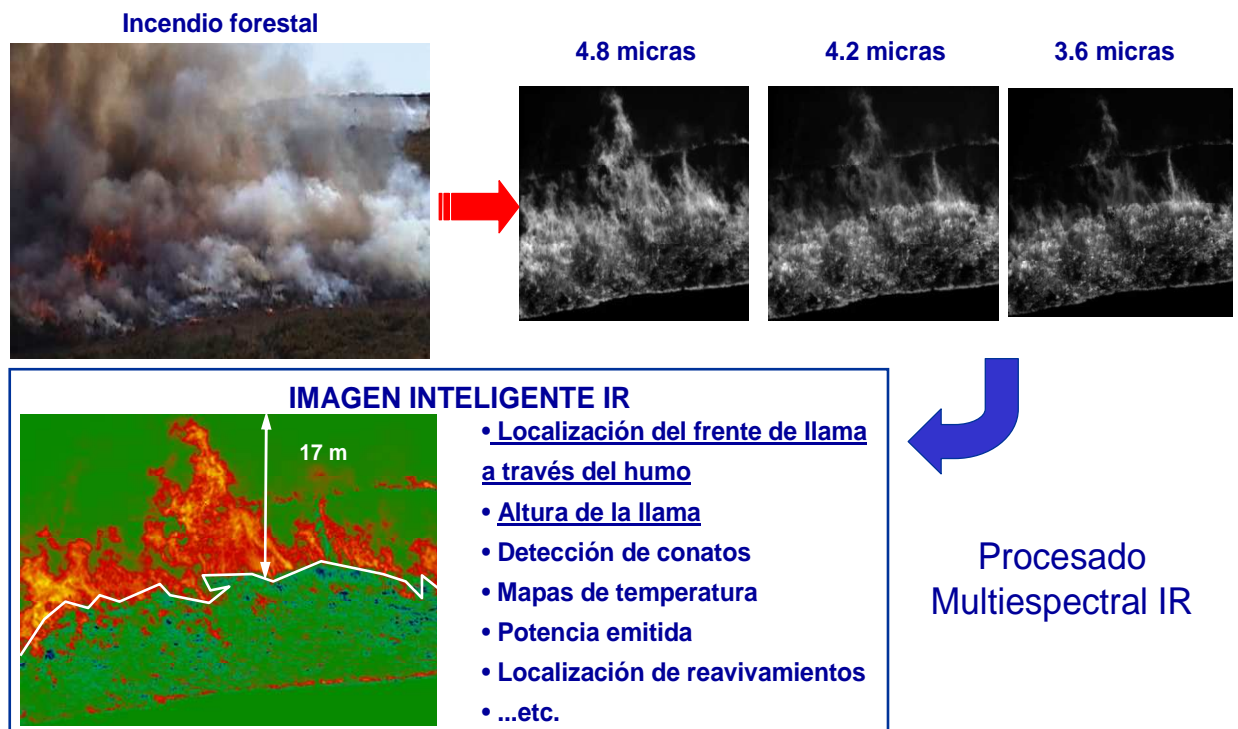 Incendio forestal
4.8 micras
4.2 micras
3.6 micras
IMAGEN INTELIGENTE IR
17 m
• Localización del frente de llama
a través del humo
• Altura de la llama
• Detección de conatos
• Mapas de temperatura
• Potencia emitida
• Localización de reavivamientos
• ...etc.
Procesado
Multiespectral IR